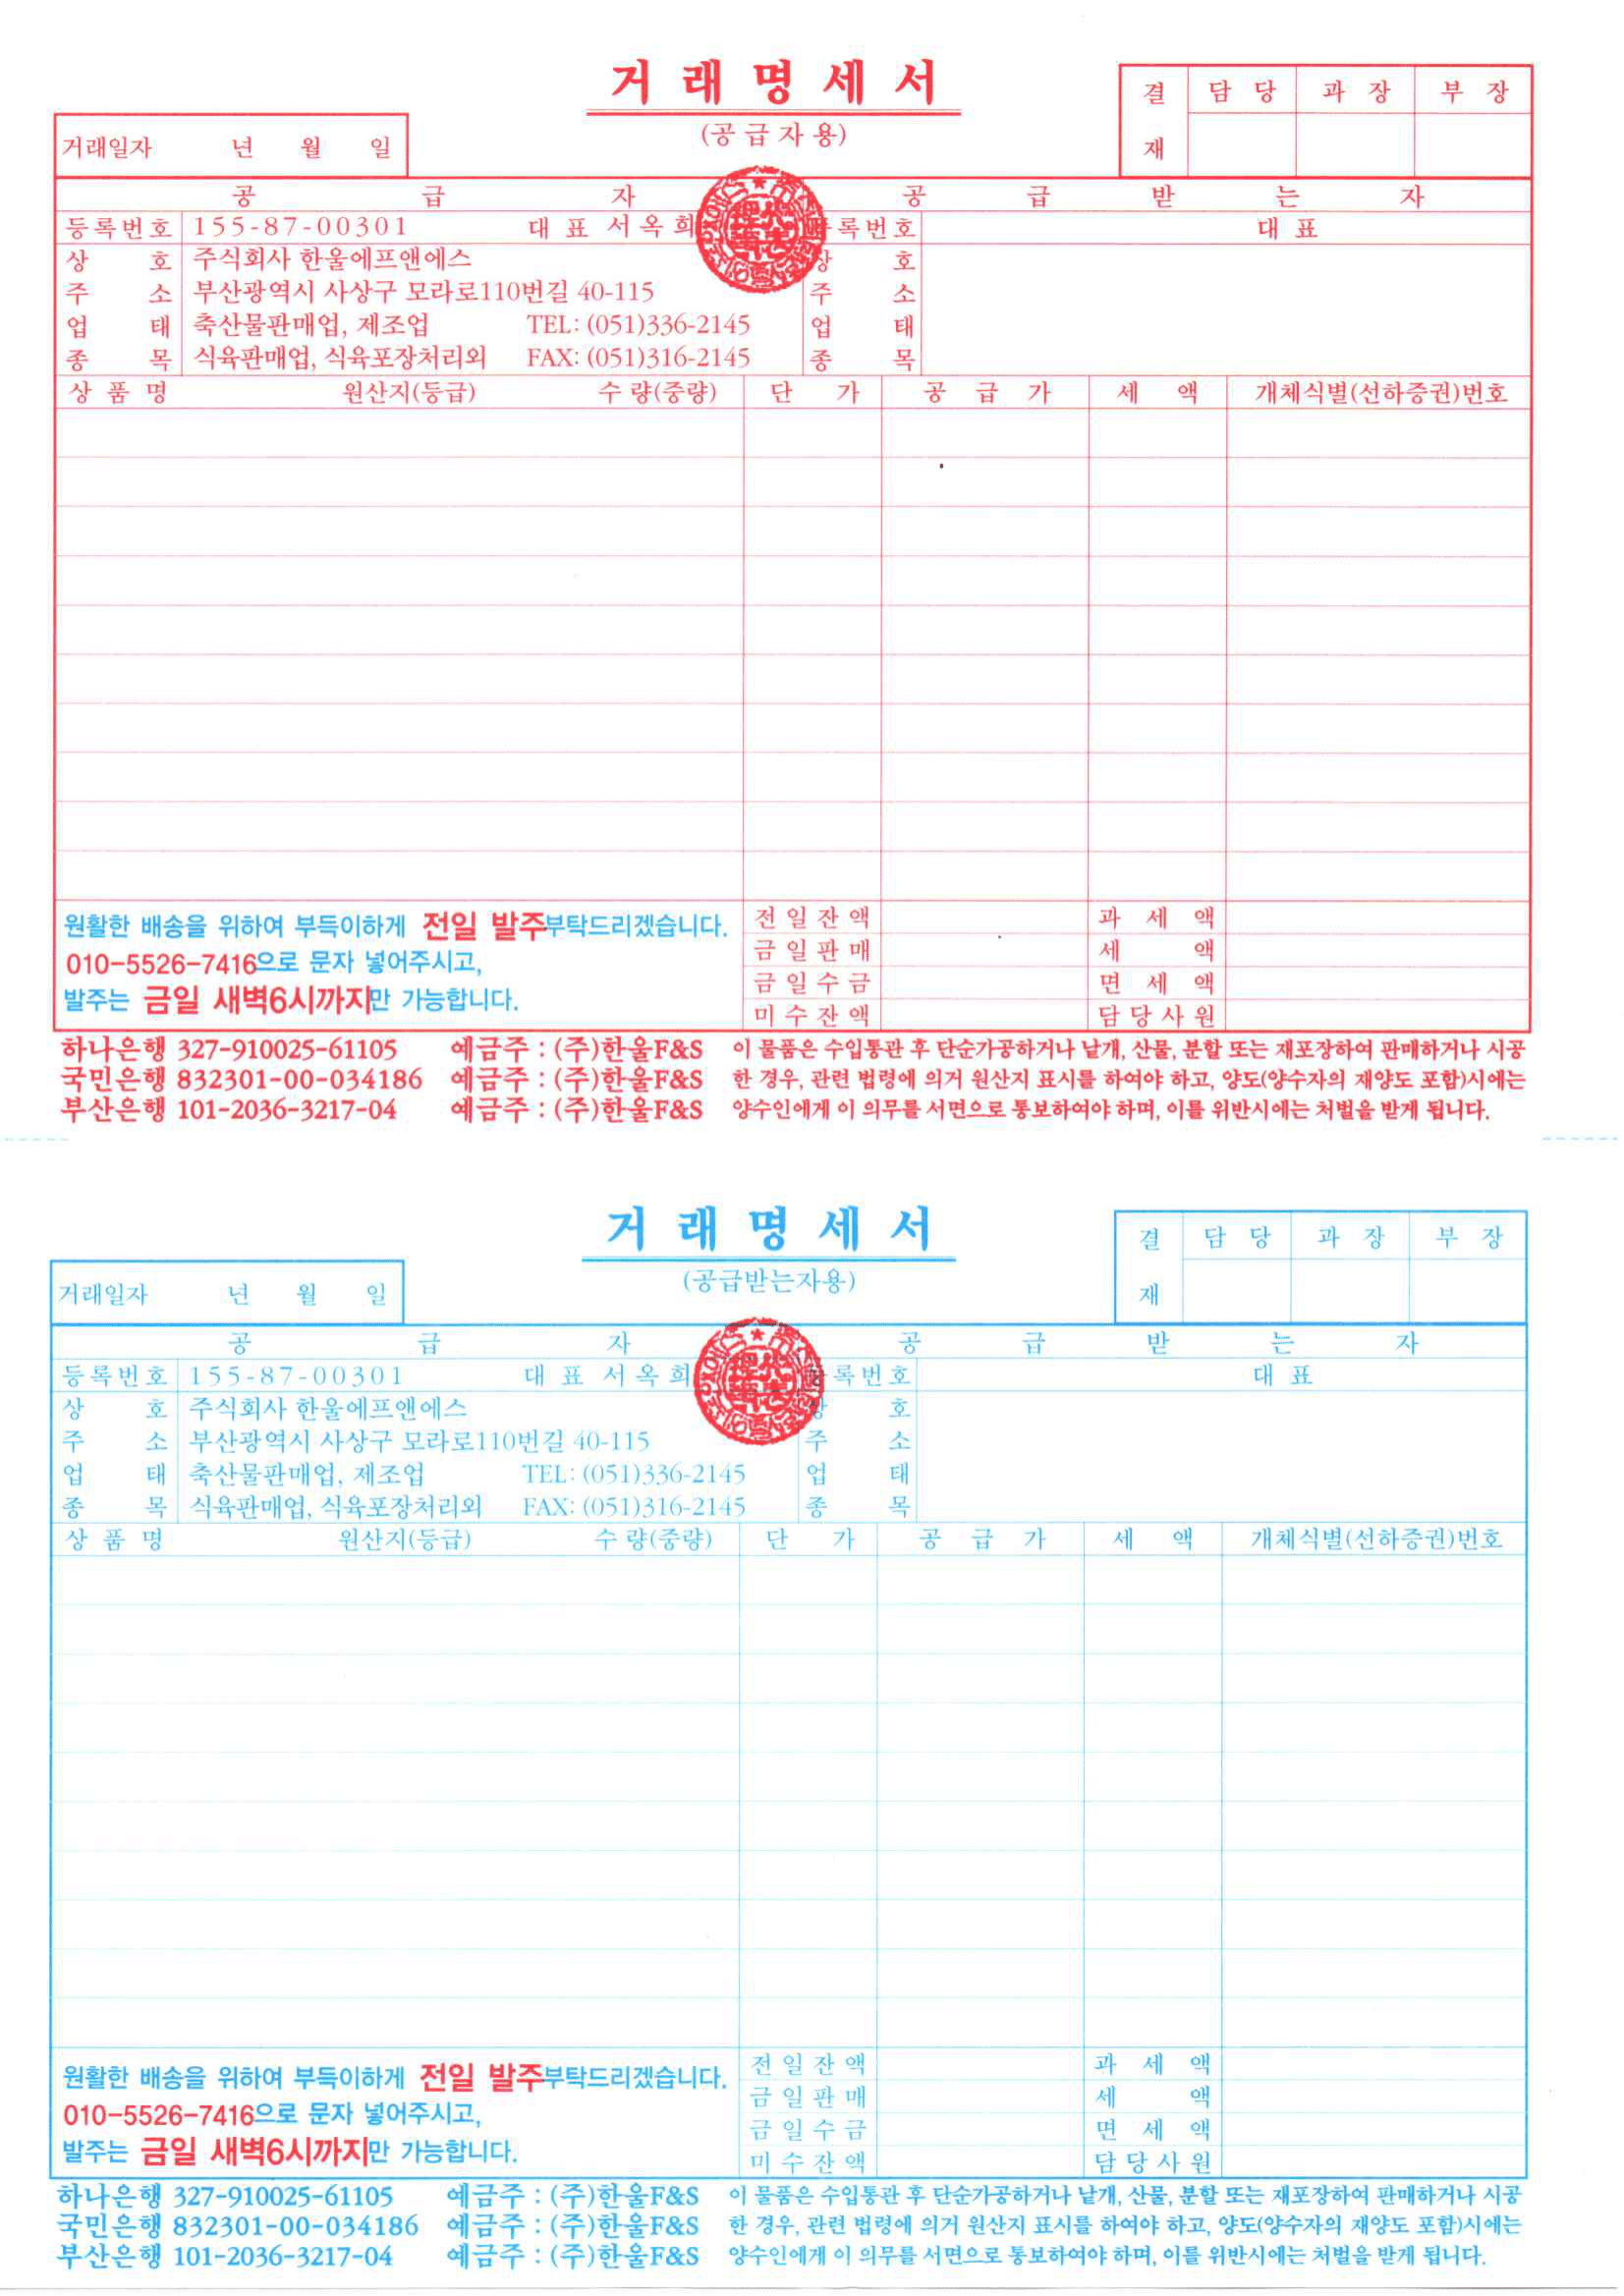 거 래 명 세 서
(공 급 자 용)
결 재 담 당 과 장 부 장
거래일자 년 월 일
공 급 자 공 급 받 는 자
등록번호 155-87-00301 대 표 서 옥 희 록번호 대 표
상 호 주식회사 한울에프앤에스 상 호
주 소 부산광역시 사상구 모라로110번길 40-115 주 소
업 태 축산물판매업, 제조업 TEL: (051)336-2145 업 태
종 목 식육판매업, 식육포장처리외 FAX: (051)316-2145 종 목
상 품 명 원산지(등급) 수 량(중량) 단 가 공 급 가 세 액 개체식별(선하증권)번호
원활한 배송을 위하여 부득이하게 전일 발주부탁드리겠습니다.
010-5526-7416으로 문자 넣어주시고,
발주는 금일 새벽6시까지만 가능합니다.
전 일 잔 액 과 세 액
금 일 판 매 세 액
금 일 수 금 면 세 액
미 수 잔 액 담 당 사 원
하나은행 327-910025-61105 예금주 : (주)한울F&S
국민은행 832301-00-034186 예금주 : (주)한울F&S
부산은행 101-2036-3217-04 예금주 : (주)한울F&S
이 물품은 수입통관 후 단순가공하거나 낱개, 산물, 분할 또는 재포장하여 판매하거나 시공
한 경우, 관련 법령에 의거 원산지 표시를 하여야 하고, 양도(양수자의 재양도 포함)시에는
양수인에게 이 의무를 서면으로 통보하여야 하며, 이를 위반시에는 처벌을 받게 됩니다.
거 래 명 세 서
(공급받는자용)
결 재 담 당 과 장 부 장
거래일자 년 월 일
공 급 자 공 급 받 는 자
등록번호 155-87-00301 대 표 서 옥 희 록번호 대 표
상 호 주식회사 한울에프앤에스 상 호
주 소 부산광역시 사상구 모라로110번길 40-115 주 소
업 태 축산물판매업, 제조업 TEL: (051)336-2145 업 태
종 목 식육판매업, 식육포장처리외 FAX: (051)316-2145 종 목
상 품 명 원산지(등급) 수 량(중량) 단 가 공 급 가 세 액 개체식별(선하증권)번호
원활한 배송을 위하여 부득이하게 전일 발주부탁드리겠습니다.
010-5526-7416으로 문자 넣어주시고,
발주는 금일 새벽6시까지만 가능합니다.
전 일 잔 액 과 세 액
금 일 판 매 세 액
금 일 수 금 면 세 액
미 수 잔 액 담 당 사 원
하나은행 327-910025-61105 예금주 : (주)한울F&S
국민은행 832301-00-034186 예금주 : (주)한울F&S
부산은행 101-2036-3217-04 예금주 : (주)한울F&S
이 물품은 수입통관 후 단순가공하거나 낱개, 산물, 분할 또는 재포장하여 판매하거나 시공
한 경우, 관련 법령에 의거 원산지 표시를 하여야 하고, 양도(양수자의 재양도 포함)시에는
양수인에게 이 의무를 서면으로 통보하여야 하며, 이를 위반시에는 처벌을 받게 됩니다.